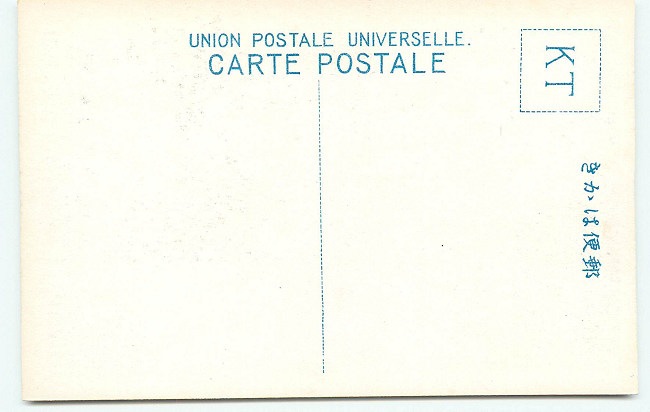 UNION POSTALE UNIVERSELLE.
CARTE POSTALE
KT
郵便はかき